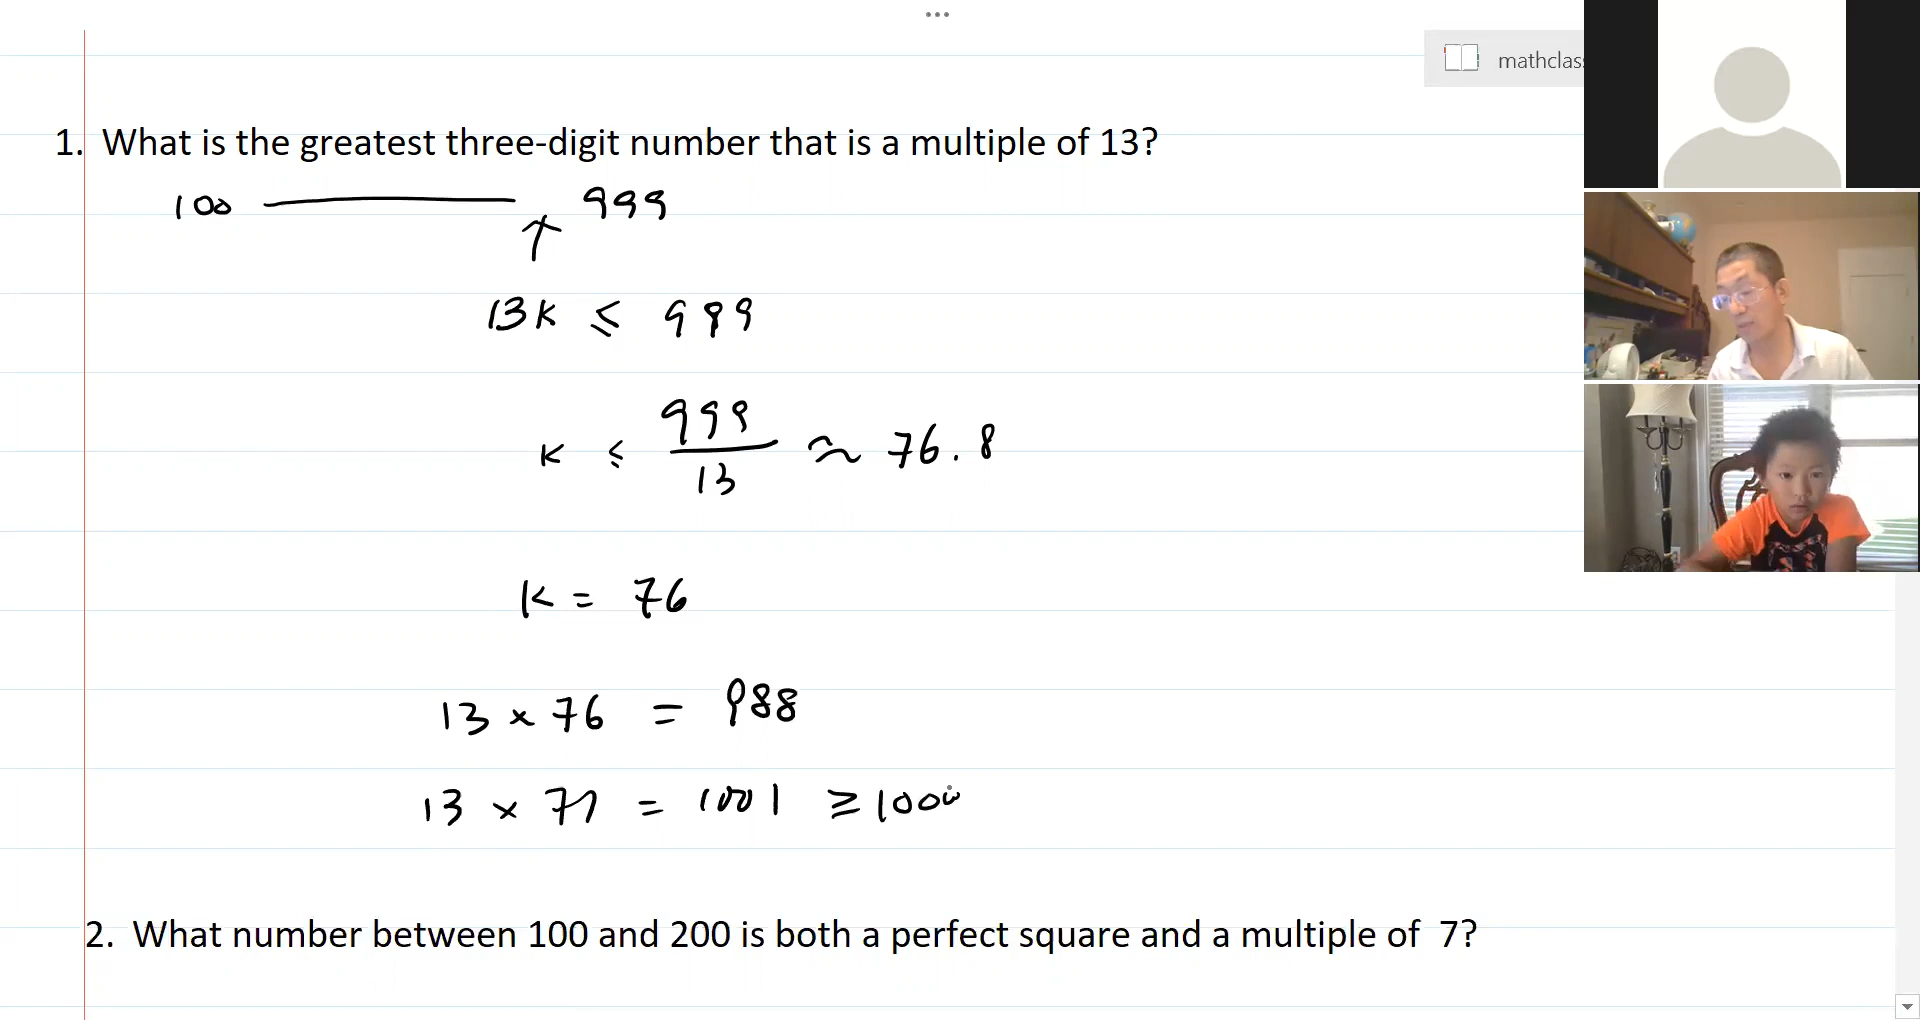 •••
mathclas
1. What is the greatest three-digit number that is a multiple of 13?
100 999
13k ≤ 999
k ≤ 999/13 ≈ 76.8
k = 76
13 × 76 = 988
13 × 77 = 1001 ≥ 1000
2. What number between 100 and 200 is both a perfect square and a multiple of 7?